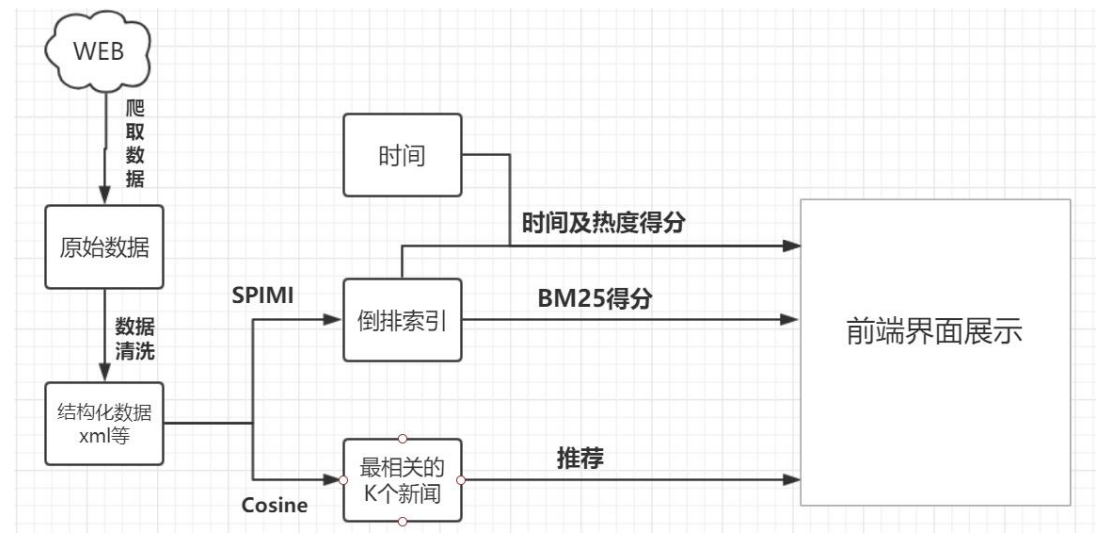 WEB
爬
取
数
据
原始数据
数据
清洗
结构化数据
xml等
SPIMI
Cosine
时间
倒排索引
最相关的
K个新闻
时间及热度得分
BM25得分
推荐
前端界面展示